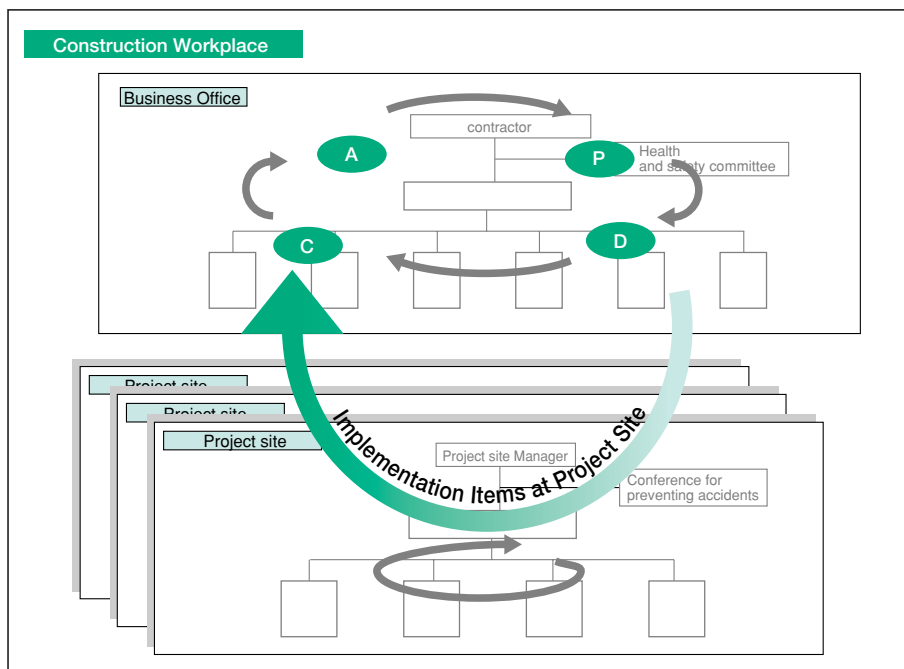 Construction Workplace
Business Office
contractor
A
P
Health
and safety committee
C
D
Project site
Project site
Project site
Project site Manager
Implementation Items at Project Site
Conference for
preventing accidents